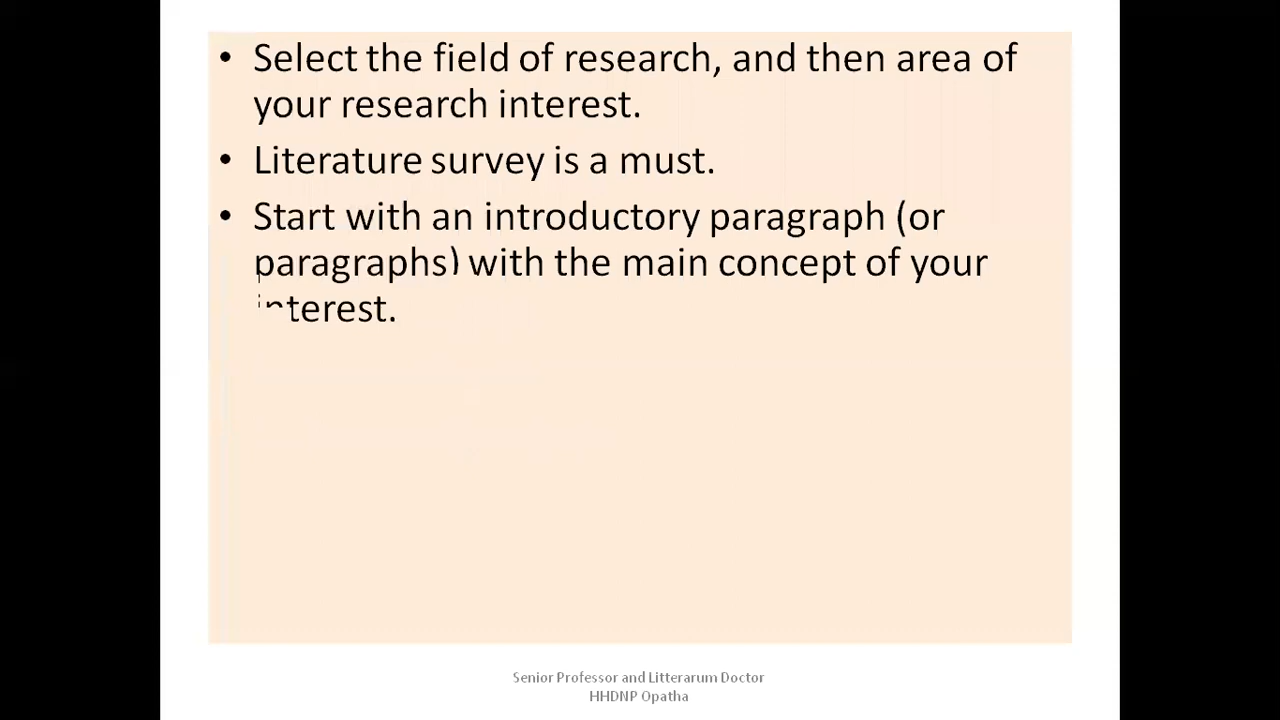 • Select the field of research, and then area of
your research interest.
• Literature survey is a must.
• Start with an introductory paragraph (or
paragraphs) with the main concept of your
interest.
Senior Professor and Litterarum Doctor
HHDNP Opatha